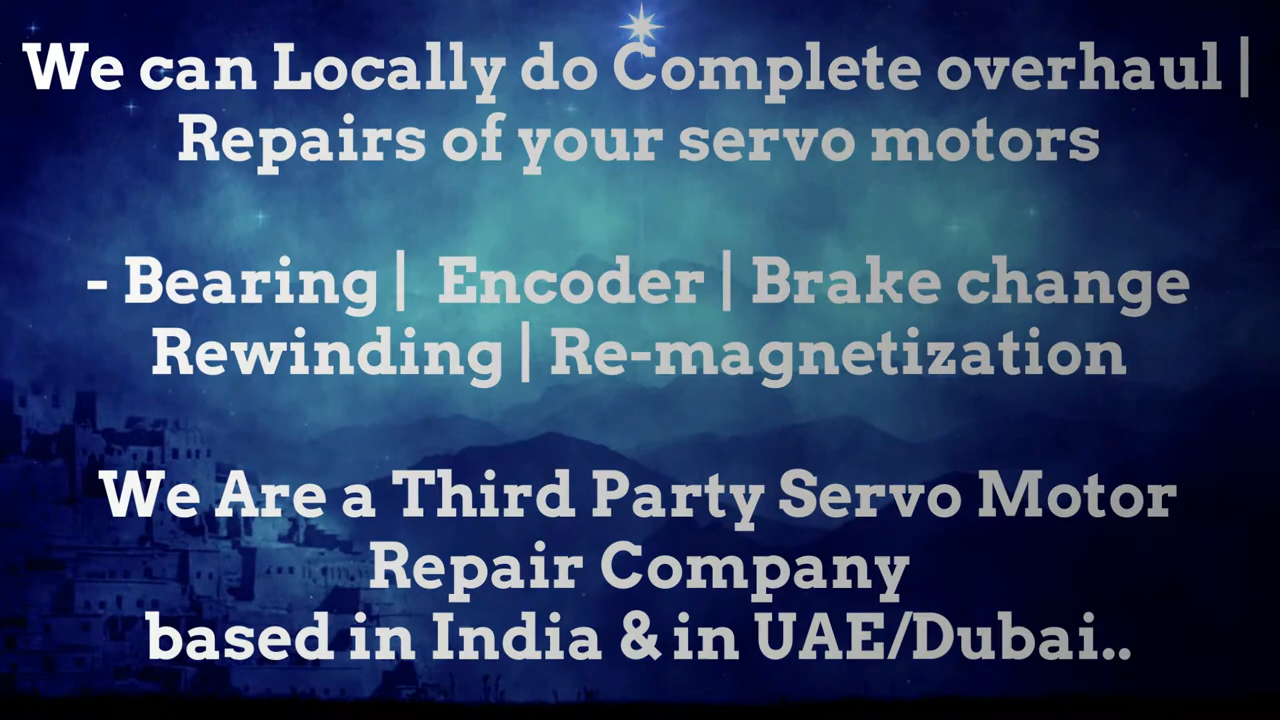 We can Locally do Complete overhaul |
Repairs of your servo motors
- Bearing | Encoder | Brake change
Rewinding | Re-magnetization
We Are a Third Party Servo Motor
Repair Company
based in India & in UAE/Dubai..